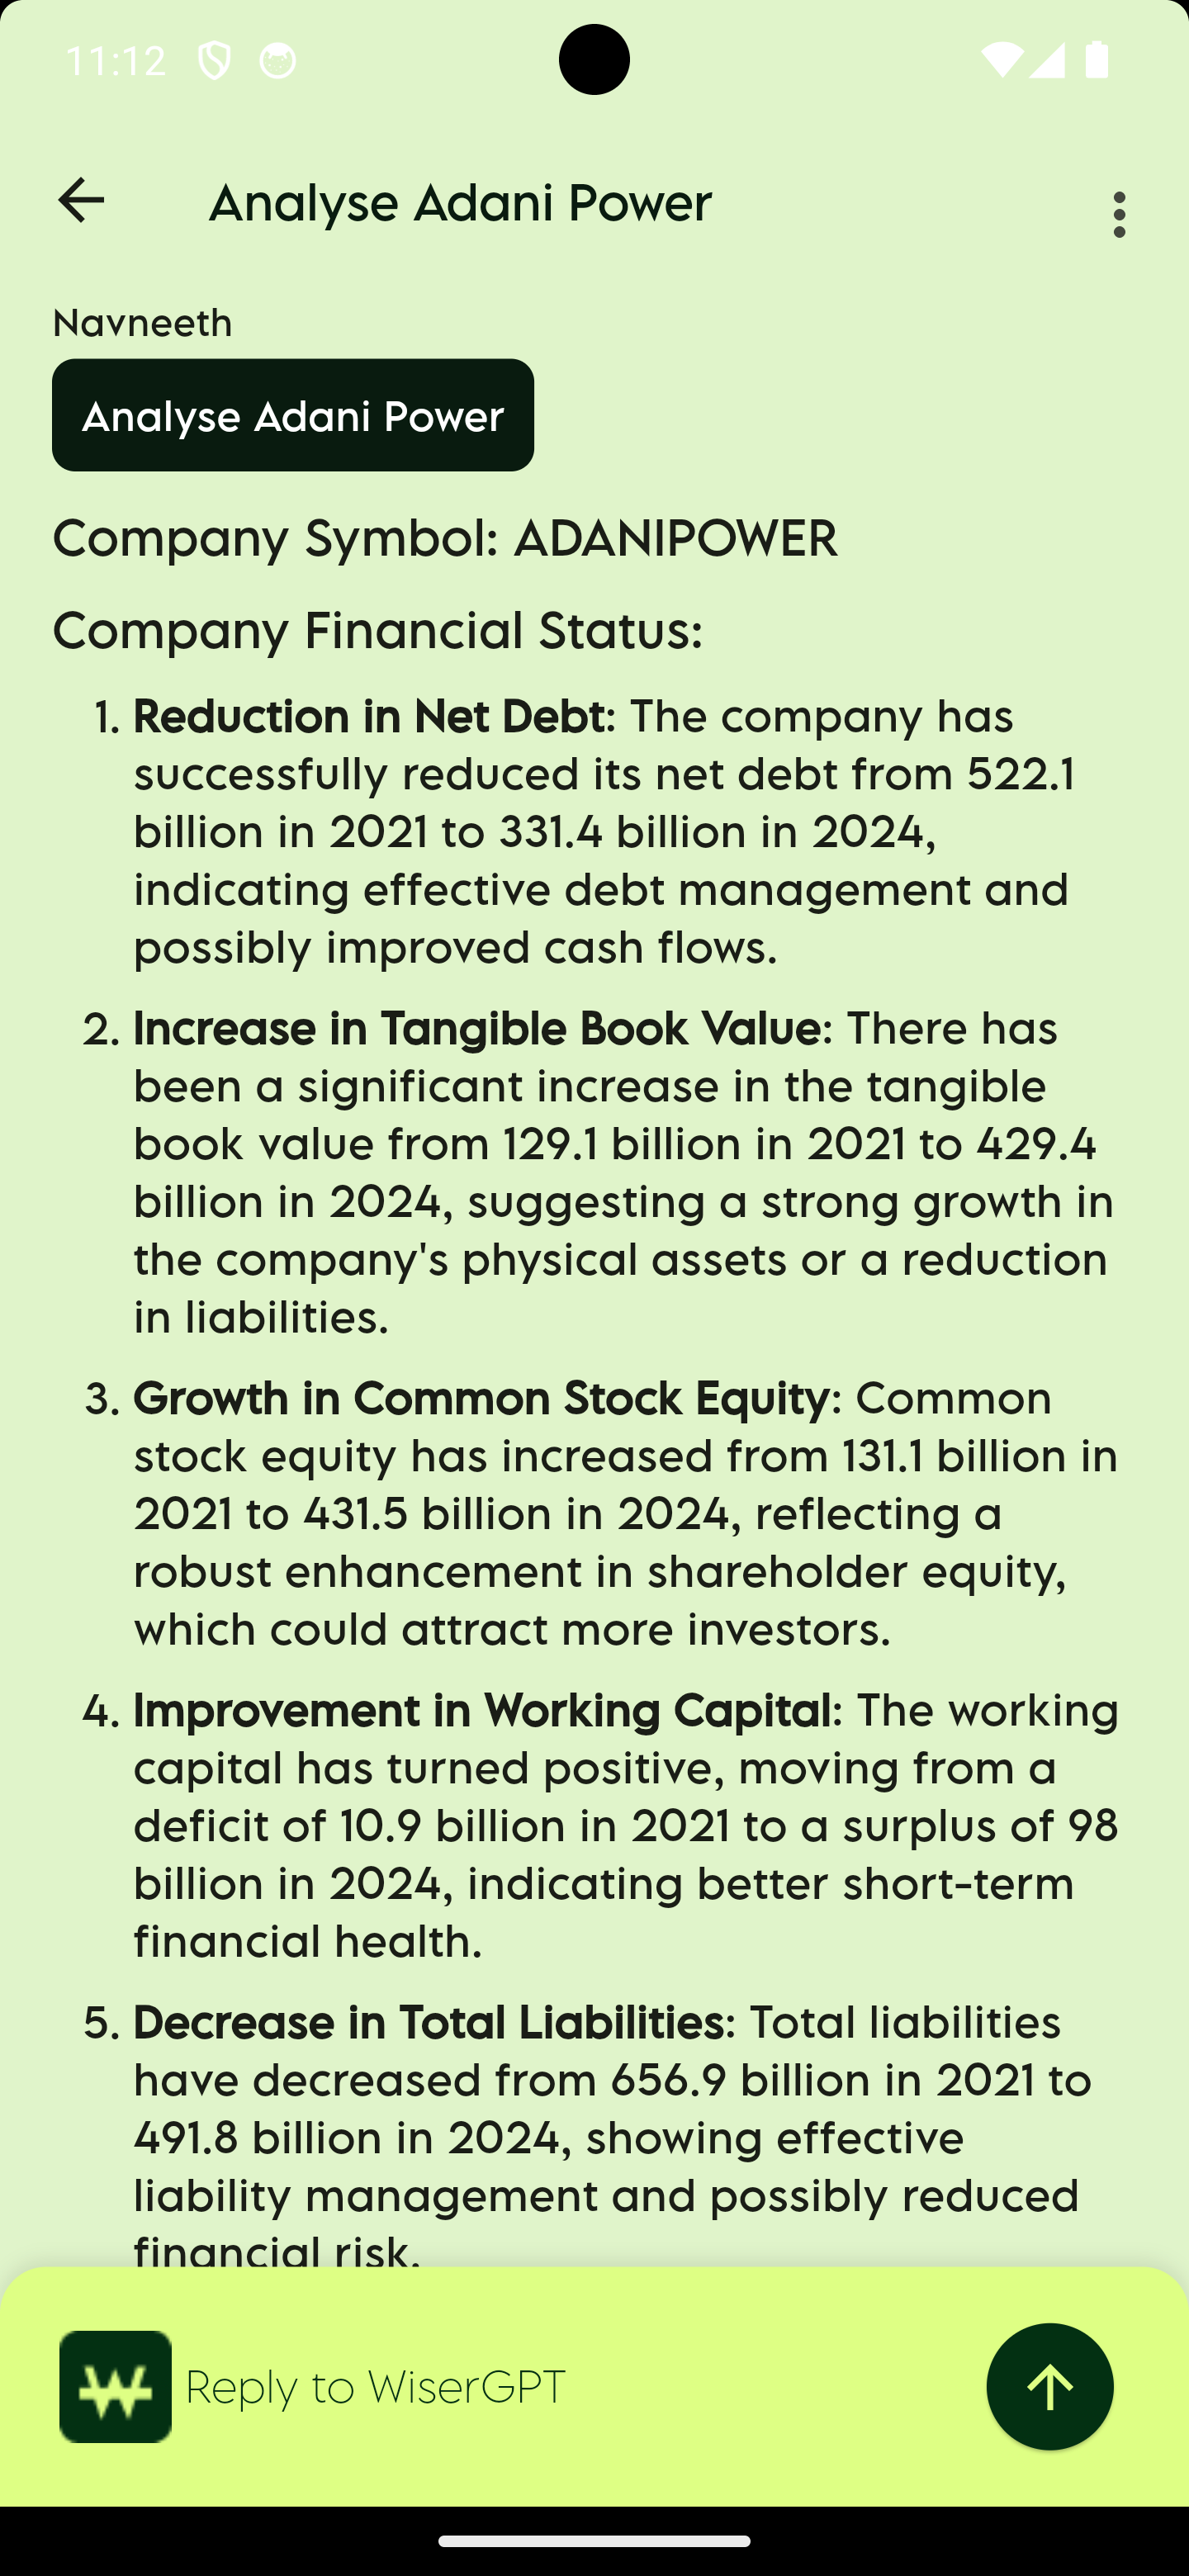 11:12
Analyse Adani Power
Navneeth
Analyse Adani Power
Company Symbol: ADANIPOWER
Company Financial Status:
1. Reduction in Net Debt: The company has
successfully reduced its net debt from 522.1
billion in 2021 to 331.4 billion in 2024,
indicating effective debt management and
possibly improved cash flows.
2. Increase in Tangible Book Value: There has
been a significant increase in the tangible
book value from 129.1 billion in 2021 to 429.4
billion in 2024, suggesting a strong growth in
the company's physical assets or a reduction
in liabilities.
3. Growth in Common Stock Equity: Common
stock equity has increased from 131.1 billion in
2021 to 431.5 billion in 2024, reflecting a
robust enhancement in shareholder equity,
which could attract more investors.
4. Improvement in Working Capital: The working
capital has turned positive, moving from a
deficit of 10.9 billion in 2021 to a surplus of 98
billion in 2024, indicating better short-term
financial health.
5. Decrease in Total Liabilities: Total liabilities
have decreased from 656.9 billion in 2021 to
491.8 billion in 2024, showing effective
liability management and possibly reduced
financial risk.
Reply to WiserGPT